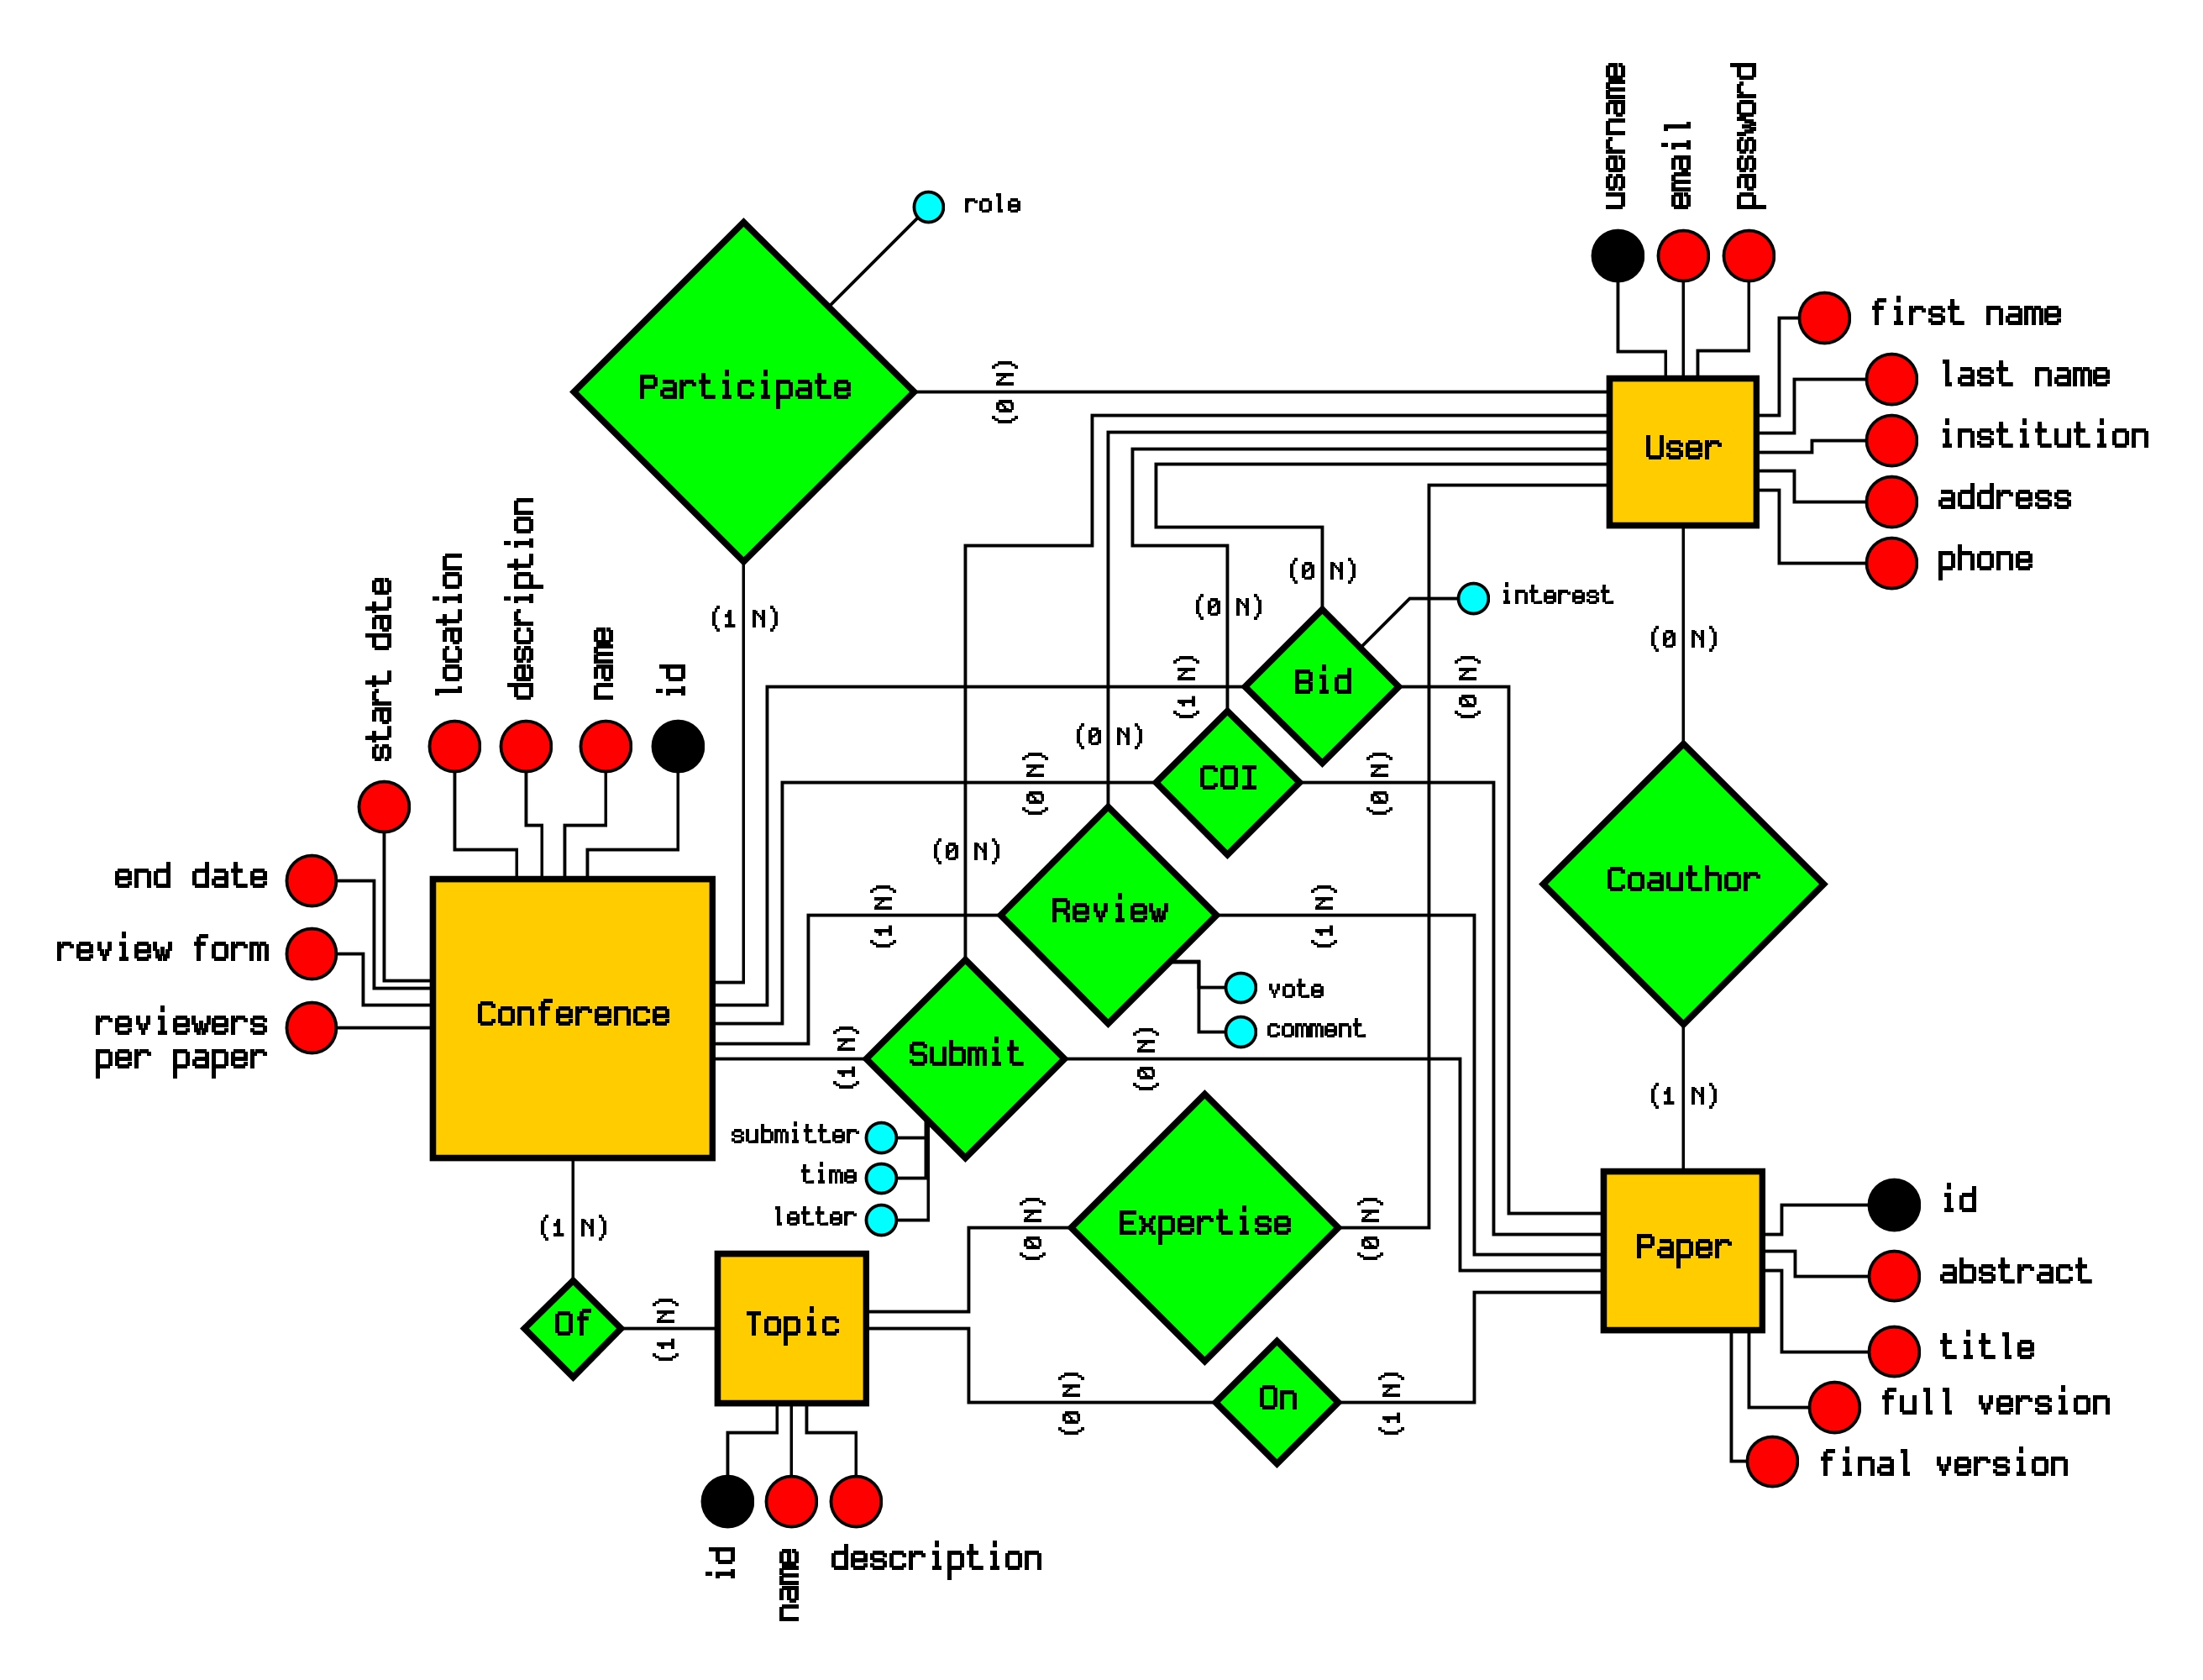 username
email
password
role
first name
Participate
(0 N)
last name
User
institution
address
phone
(0 N)
interest
(1 N)
(0 N)
(0 N)
start date
location
description
name
id
Bid
(1 N)
(0 N)
(0 N)
COI
(0 N)
(0 N)
(0 N)
end date
Coauthor
Review
(1 N)
(1 N)
review form
vote
Conference
reviewers
per paper
comment
Submit
(1 N)
(0 N)
(1 N)
submitter
time
letter
id
(1 N)
(0 N)
Expertise
(0 N)
Paper
abstract
Of
(1 N)
Topic
title
(0 N)
On
(1 N)
full version
final version
id
name
description